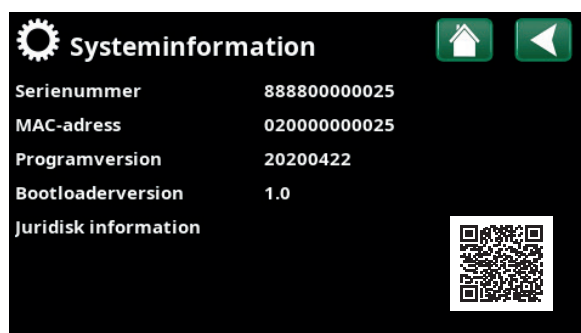 Systeminformation
Serienummer 888800000025
MAC-adress 020000000025
Programversion 20200422
Bootloaderversion 1.0
Juridisk information